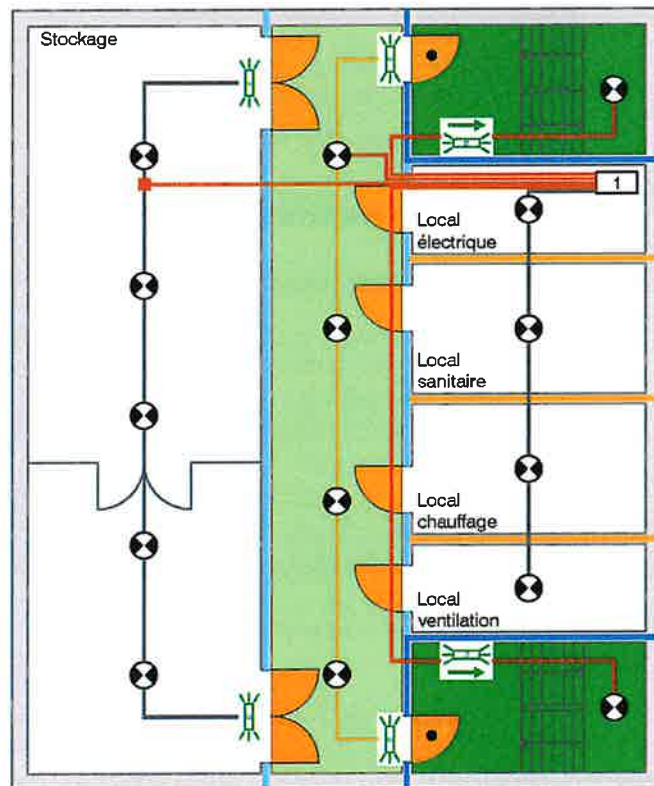 Stockage
1
Local
électrique
Local
sanitaire
Local
chauffage
Local
ventilation